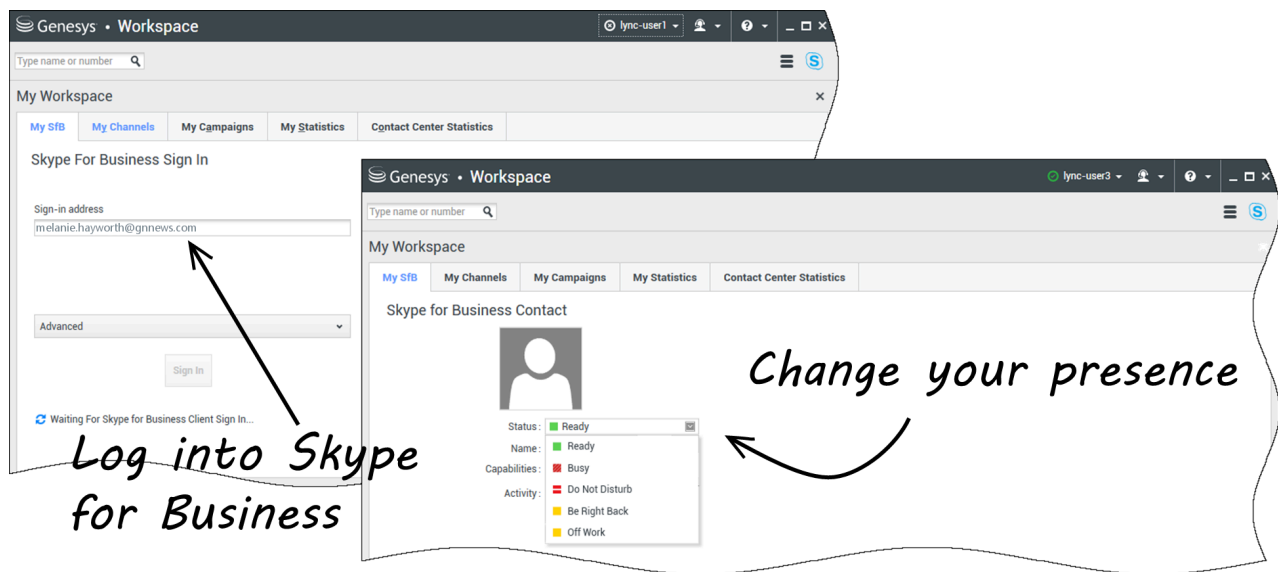 Genesys • Workspace
lync-user1
Type name or number
My Workspace
My SfB My Channels My Campaigns My Statistics Contact Center Statistics
Skype For Business Sign In
Sign-in address
melanie.hayworth@gnnews.com
Advanced
Sign In
Waiting For Skype for Business Client Sign In...
Log into Skype
for Business
Genesys • Workspace
lync-user3
Type name or number
My Workspace
My SfB My Channels My Campaigns My Statistics Contact Center Statistics
Skype for Business Contact
Status: Ready
Name:
Capabilities:
Activity:
Ready
Busy
Do Not Disturb
Be Right Back
Off Work
Change your presence